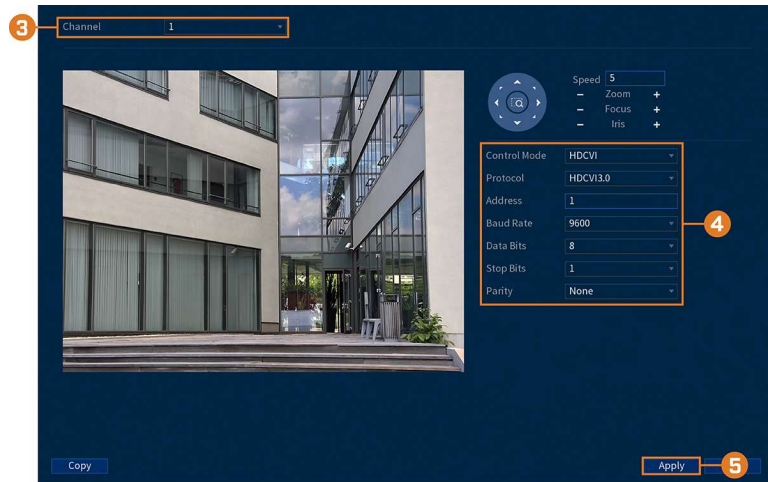 3
Channel 1
Speed 5
- Zoom +
- Focus +
- Iris +
Control Mode HDCVI
Protocol HDCVI3.0
Address 1
Baud Rate 9600
4
Data Bits 8
Stop Bits 1
Parity None
Copy
Apply
5